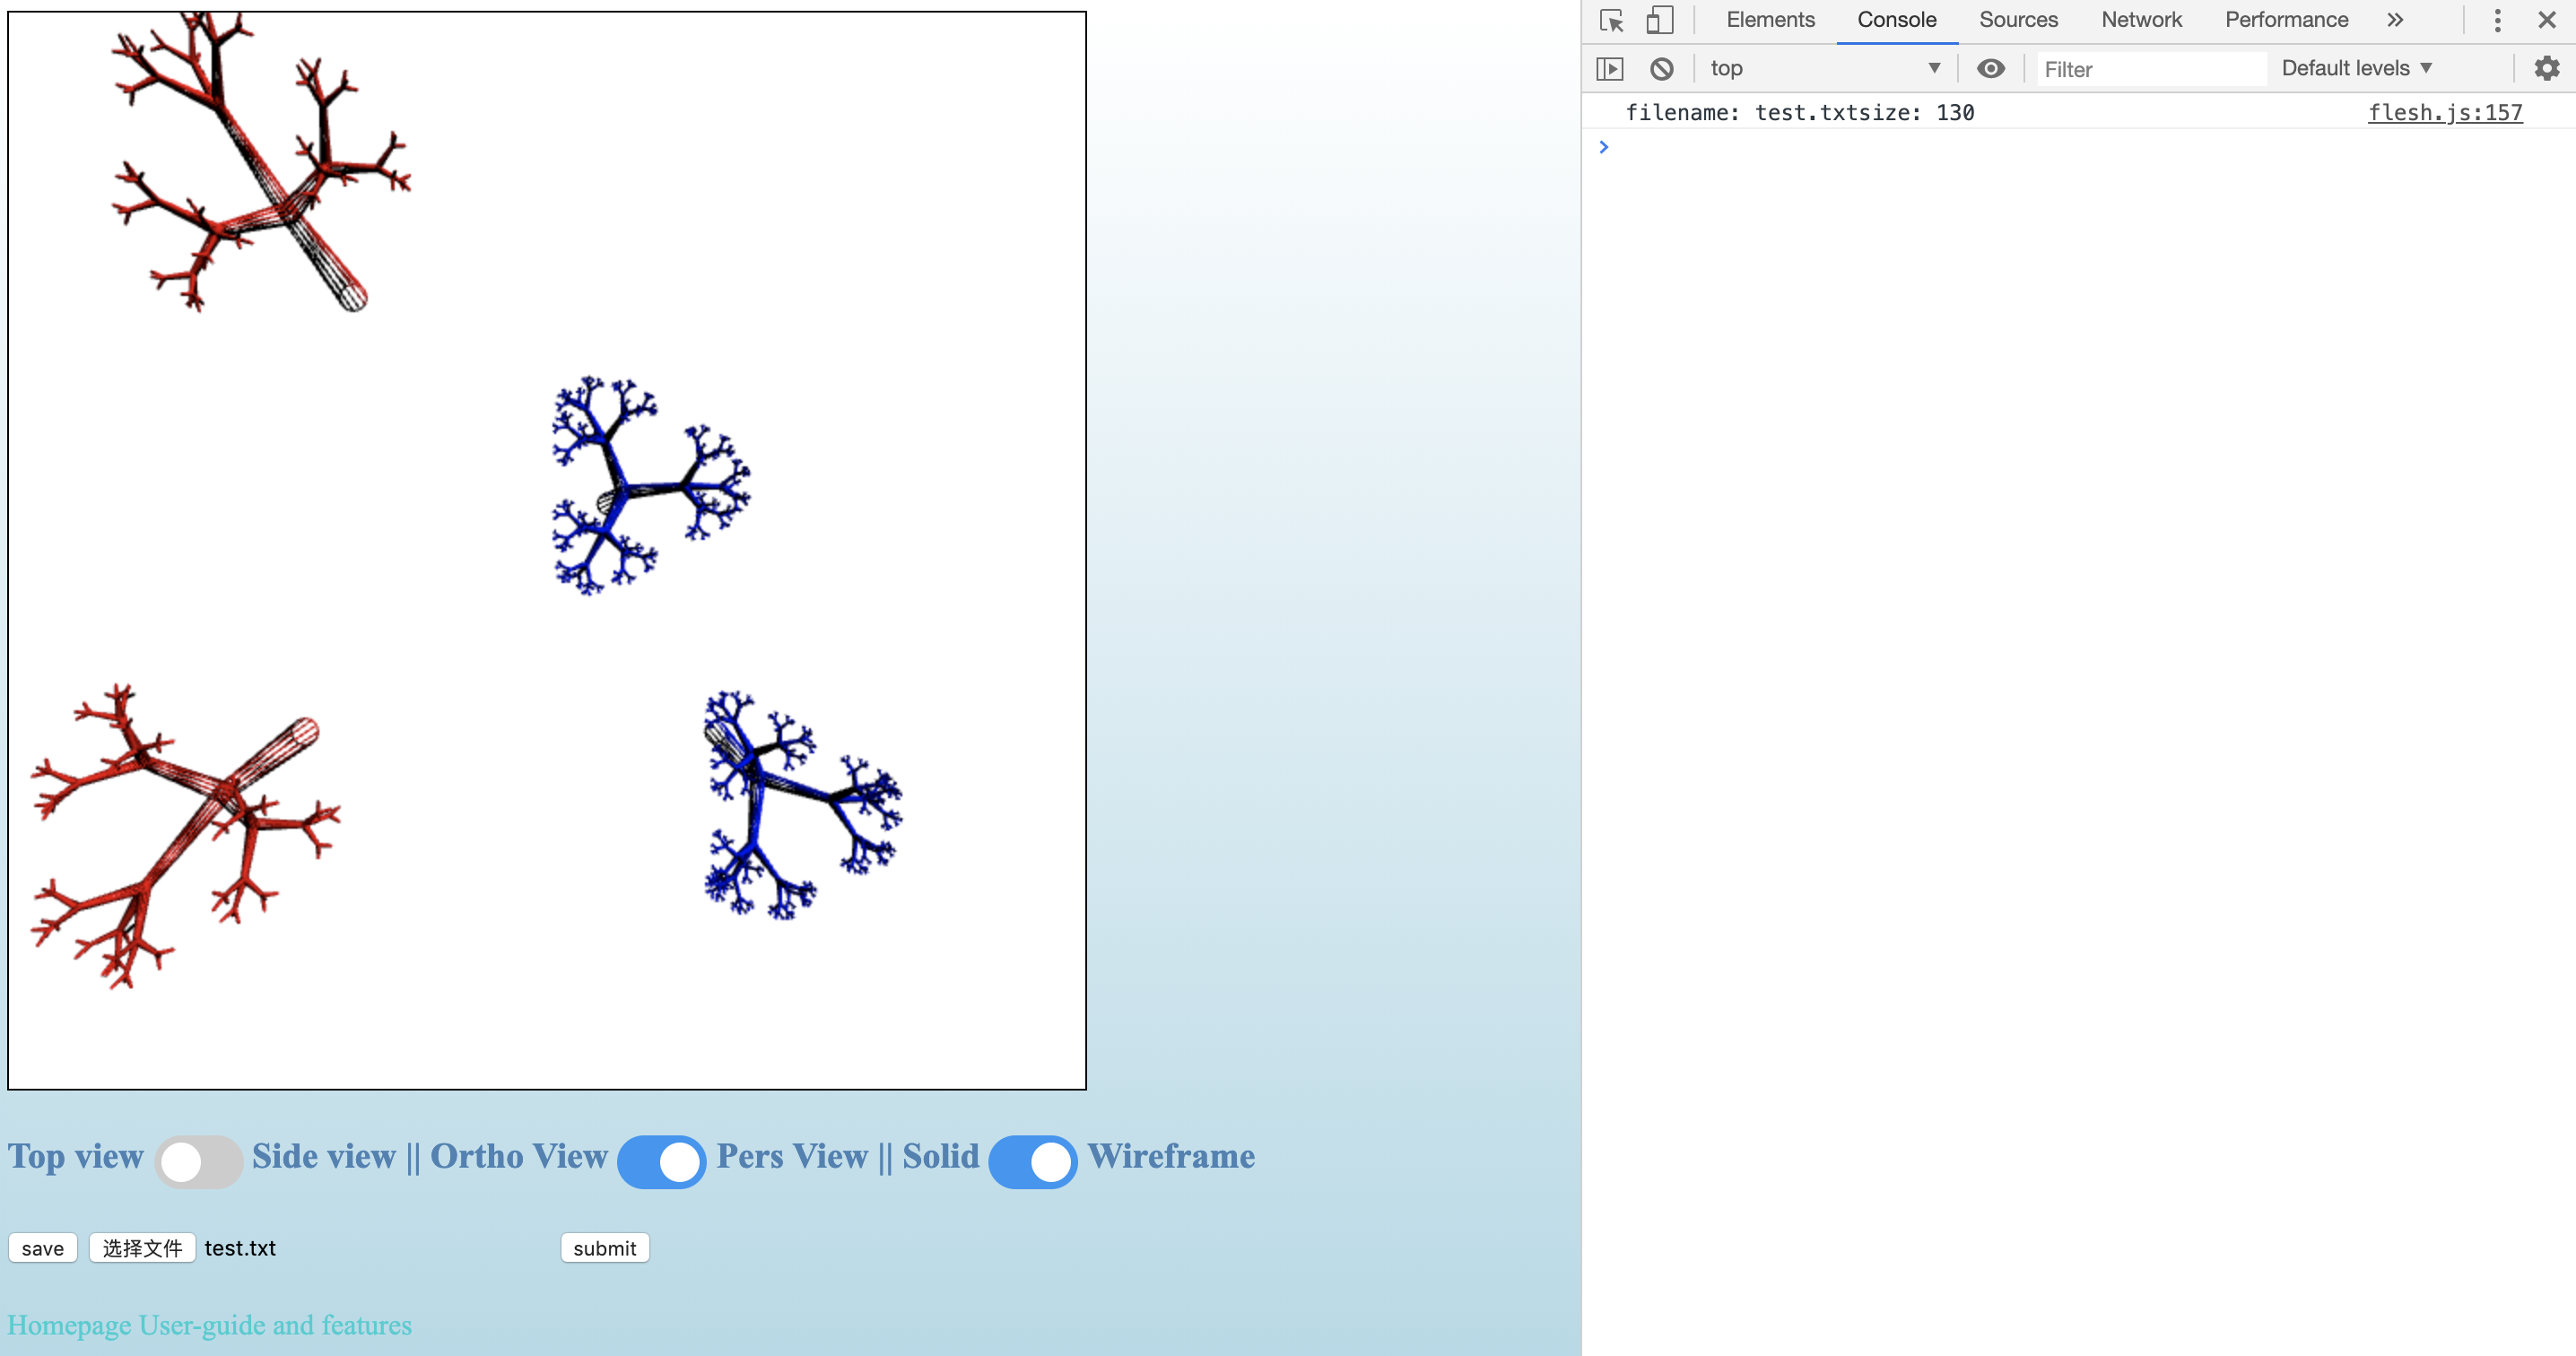 Elements Console Sources Network Performance »
top ▼ Filter Default levels ▼
filename: test.txtsize: 130 flesh.js:157
>
Top view Side view || Ortho View Pers View || Solid Wireframe
save 选择文件 test.txt submit
Homepage User-guide and features